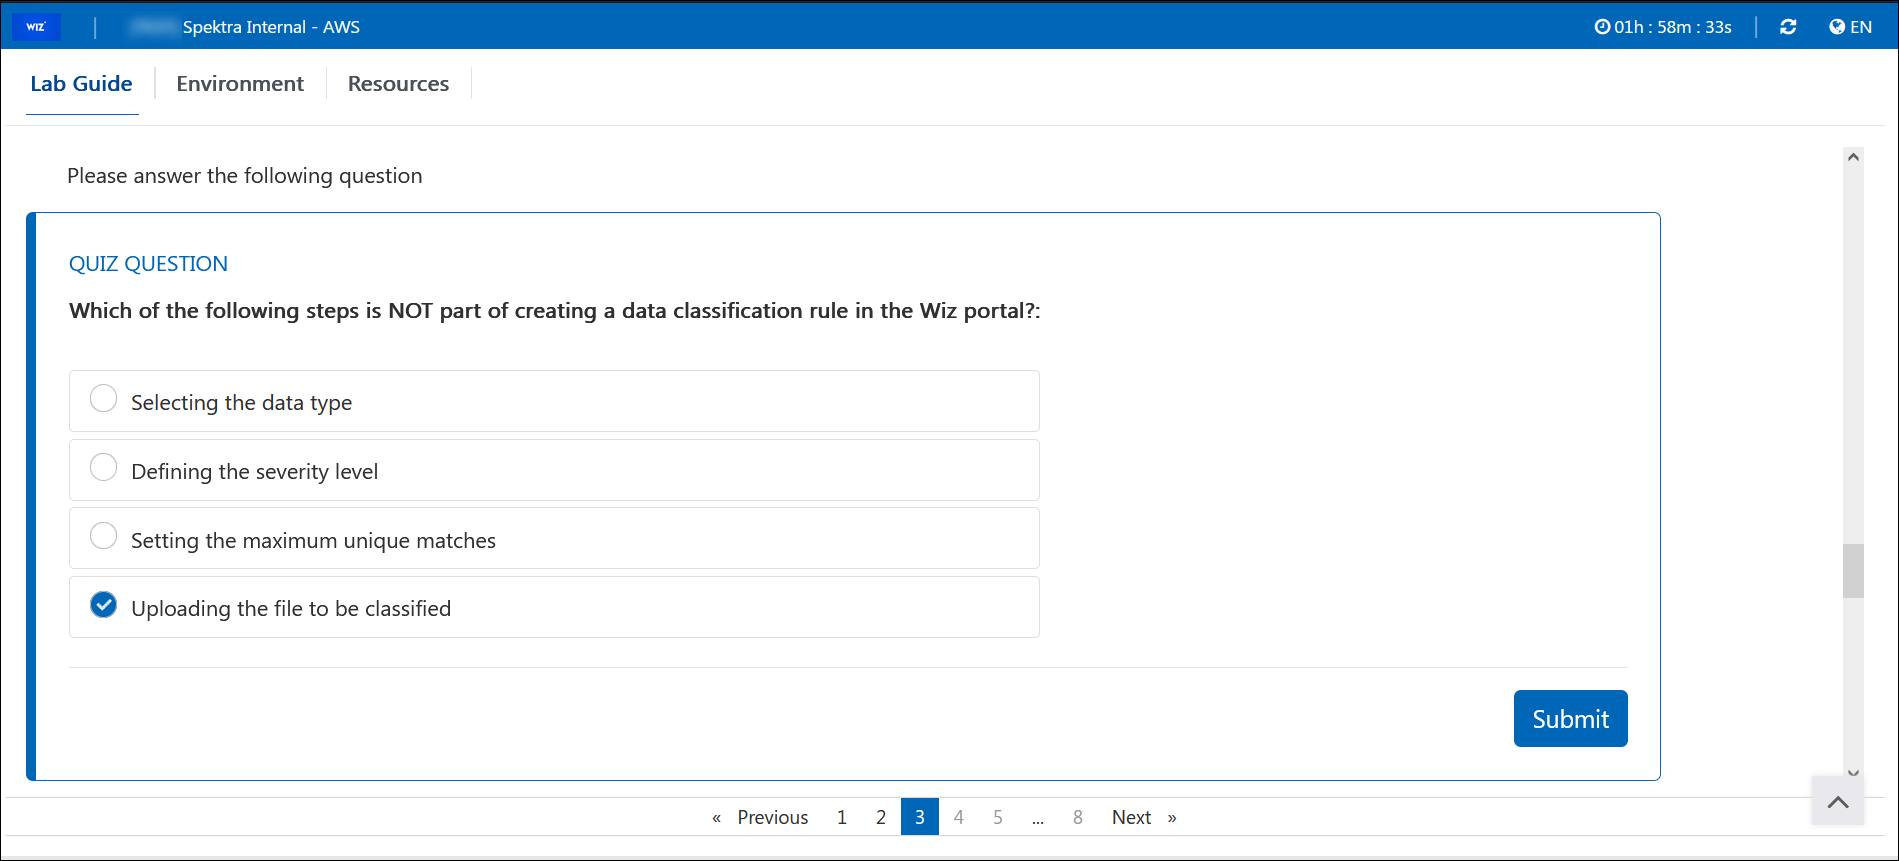 WIZ Spektra Internal - AWS 01h : 58m : 33s EN
Lab Guide Environment Resources
Please answer the following question
QUIZ QUESTION
Which of the following steps is NOT part of creating a data classification rule in the Wiz portal?:
Selecting the data type
Defining the severity level
Setting the maximum unique matches
Uploading the file to be classified
Submit
« Previous 1 2 3 4 5 ... 8 Next »